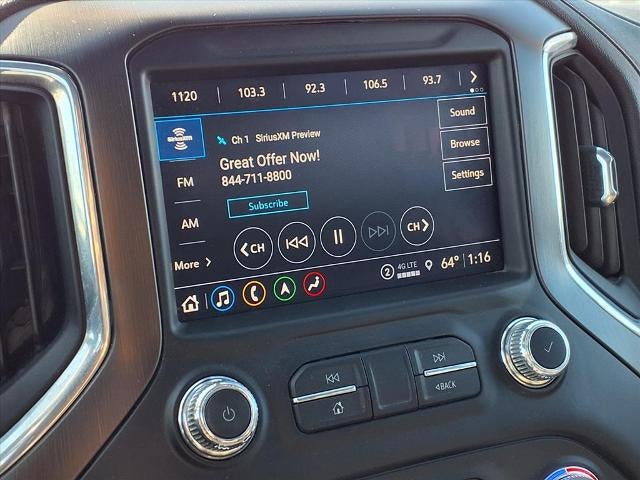 1120 103.3 92.3 106.5 93.7
SiriusXM
Ch 1 SiriusXM Preview
Great Offer Now!
844-711-8800
Subscribe
Sound
Browse
Settings
FM
AM
More
CH CH
2 4G LTE 64° 1:16
BACK